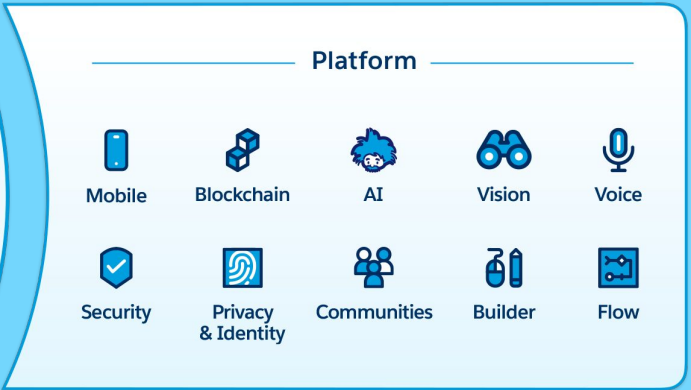 Platform
Mobile
Blockchain
AI
Vision
Voice
Security
Privacy
& Identity
Communities
Builder
Flow